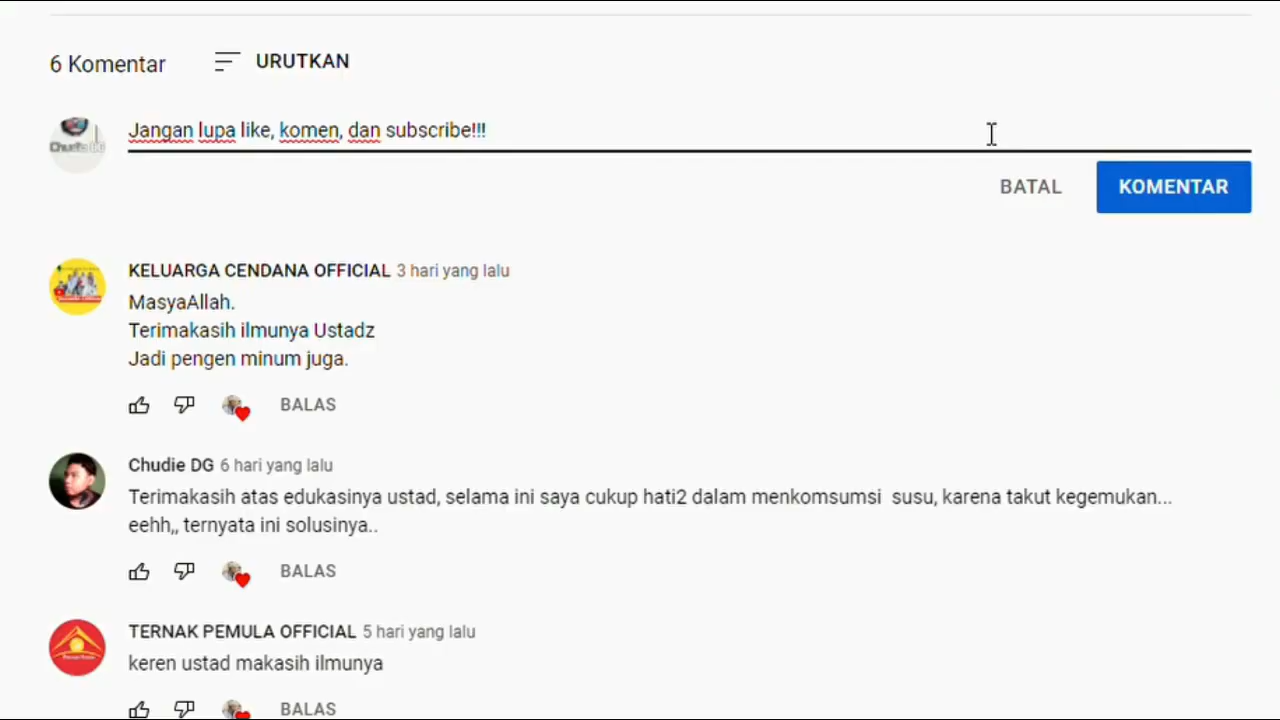 6 Komentar
URUTKAN
Chudie DG
Jangan lupa like, komen, dan subscribe!!!
BATAL
KOMENTAR
KELUARGA CENDANA OFFICIAL 3 hari yang lalu
MasyaAllah.
Terimakasih ilmunya Ustadz
Jadi pengen minum juga.
BALAS
Chudie DG 6 hari yang lalu
Terimakasih atas edukasinya ustad, selama ini saya cukup hati2 dalam menkomsumsi susu, karena takut kegemukan...
eehh,, ternyata ini solusinya..
BALAS
TERNAK PEMULA OFFICIAL 5 hari yang lalu
keren ustad makasih ilmunya
BALAS